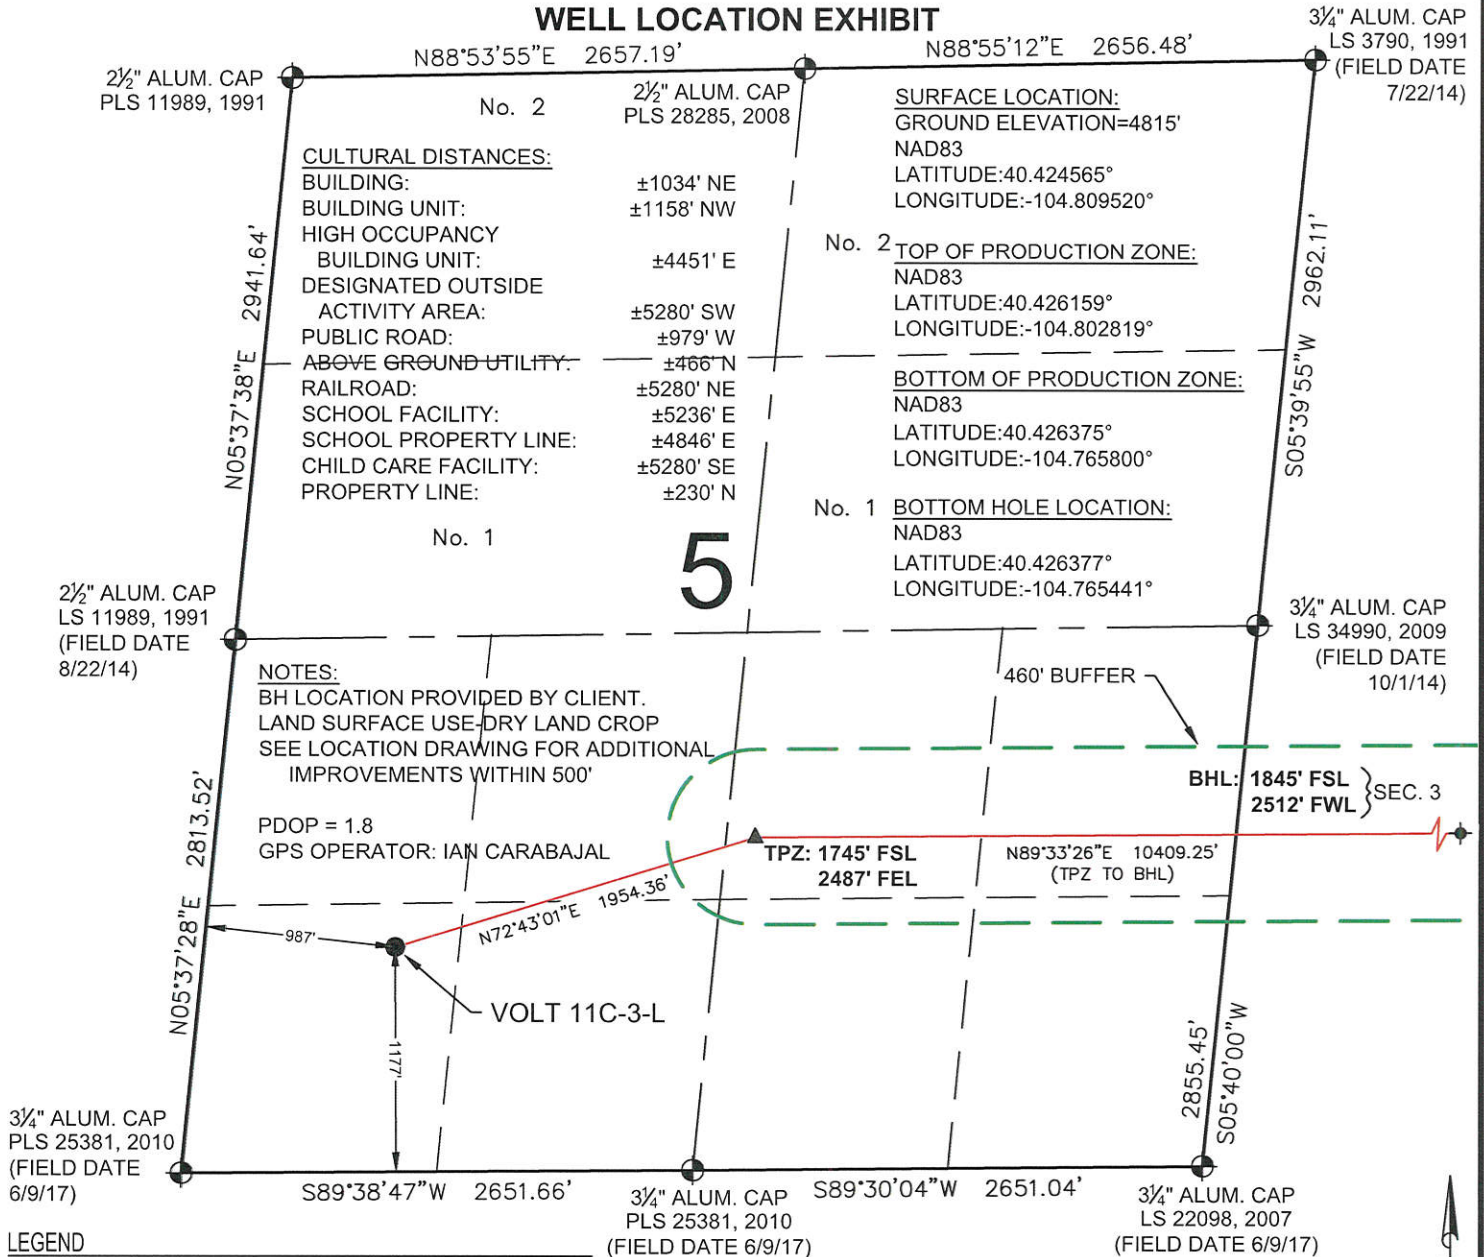 WELL LOCATION EXHIBIT
N88°53'55"E 2657.19'
N88°55'12"E 2656.48'
3¼" ALUM. CAP
LS 3790, 1991
(FIELD DATE
7/22/14)
2½" ALUM. CAP
PLS 11989, 1991
No. 2
2½" ALUM. CAP
PLS 28285, 2008
CULTURAL DISTANCES:
BUILDING: ±1034' NE
BUILDING UNIT: ±1158' NW
HIGH OCCUPANCY
BUILDING UNIT: ±4451' E
DESIGNATED OUTSIDE
ACTIVITY AREA: ±5280' SW
PUBLIC ROAD: ±979' W
ABOVE GROUND UTILITY: ±466' N
RAILROAD: ±5280' NE
SCHOOL FACILITY: ±5236' E
SCHOOL PROPERTY LINE: ±4846' E
CHILD CARE FACILITY: ±5280' SE
PROPERTY LINE: ±230' N
No. 1
SURFACE LOCATION:
GROUND ELEVATION=4815'
NAD83
LATITUDE:40.424565°
LONGITUDE:-104.809520°
No. 2
TOP OF PRODUCTION ZONE:
NAD83
LATITUDE:40.426159°
LONGITUDE:-104.802819°
BOTTOM OF PRODUCTION ZONE:
NAD83
LATITUDE:40.426375°
LONGITUDE:-104.765800°
No. 1
BOTTOM HOLE LOCATION:
NAD83
LATITUDE:40.426377°
LONGITUDE:-104.765441°
N05°37'38"E 2941.64'
S05°39'55"W 2962.11'
5
2½" ALUM. CAP
LS 11989, 1991
(FIELD DATE
8/22/14)
3¼" ALUM. CAP
LS 34990, 2009
(FIELD DATE
10/1/14)
NOTES:
BH LOCATION PROVIDED BY CLIENT.
LAND SURFACE USE-DRY LAND CROP
SEE LOCATION DRAWING FOR ADDITIONAL
IMPROVEMENTS WITHIN 500'
PDOP = 1.8
GPS OPERATOR: IAN CARABAJAL
460' BUFFER
BHL: 1845' FSL
2512' FWL
SEC. 3
TPZ: 1745' FSL
2487' FEL
N89°33'26"E 10409.25'
(TPZ TO BHL)
N72°43'01"E 1954.36'
987'
N05°37'28"E 2813.52'
VOLT 11C-3-L
1177'
2855.45'
S05°40'00"W
3¼" ALUM. CAP
PLS 25381, 2010
(FIELD DATE
6/9/17)
S89°38'47"W 2651.66'
3¼" ALUM. CAP
PLS 25381, 2010
(FIELD DATE 6/9/17)
S89°30'04"W 2651.04'
3¼" ALUM. CAP
LS 22098, 2007
(FIELD DATE 6/9/17)
LEGEND